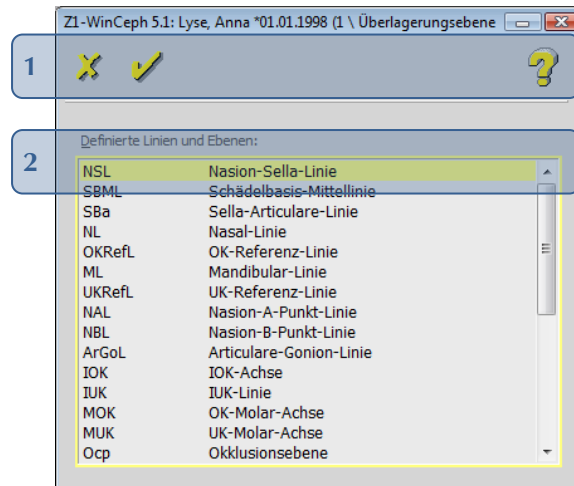 Z1-WinCeph 5.1: Lyse, Anna *01.01.1998 (1 \ Überlagerungsebene
1
2
Definierte Linien und Ebenen:
NSL Nasion-Sella-Linie
SBML Schädelbasis-Mittellinie
SBa Sella-Articulare-Linie
NL Nasal-Linie
OKRefL OK-Referenz-Linie
ML Mandibular-Linie
UKRefL UK-Referenz-Linie
NAL Nasion-A-Punkt-Linie
NBL Nasion-B-Punkt-Linie
ArGoL Articulare-Gonion-Linie
IOK IOK-Achse
IUK IUK-Linie
MOK OK-Molar-Achse
MUK UK-Molar-Achse
Ocp Okklusionsebene